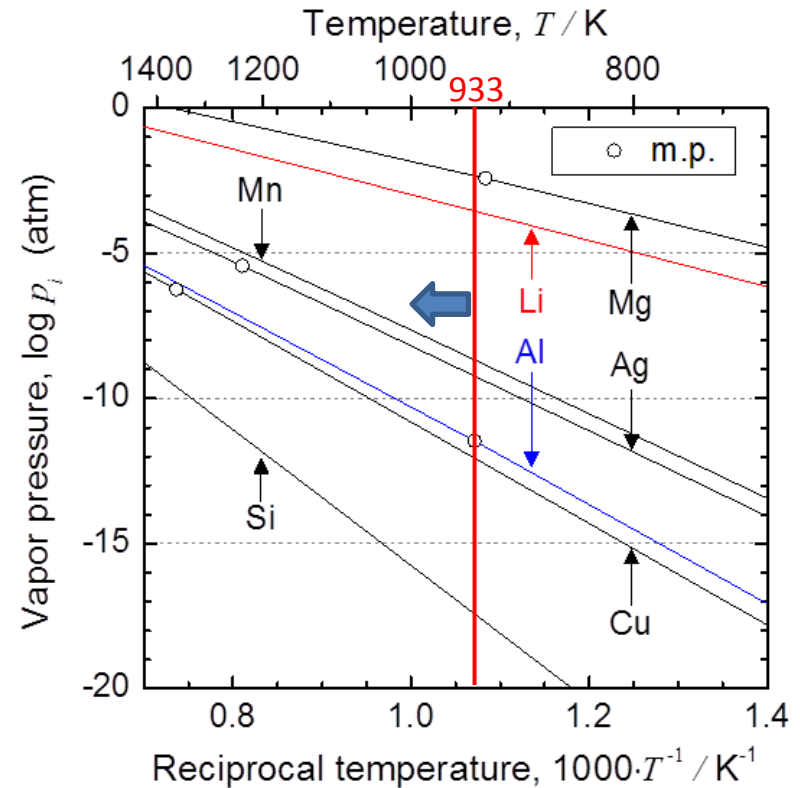 Temperature, T / K
1400 1200 1000 800
933
0
m.p.
Mn
-5
Li
Mg
Al
Ag
-10
Si
-15
Cu
-20
0.8 1.0 1.2 1.4
Reciprocal temperature, 1000·T⁻¹ / K⁻¹
Vapor pressure, log pᵢ (atm)